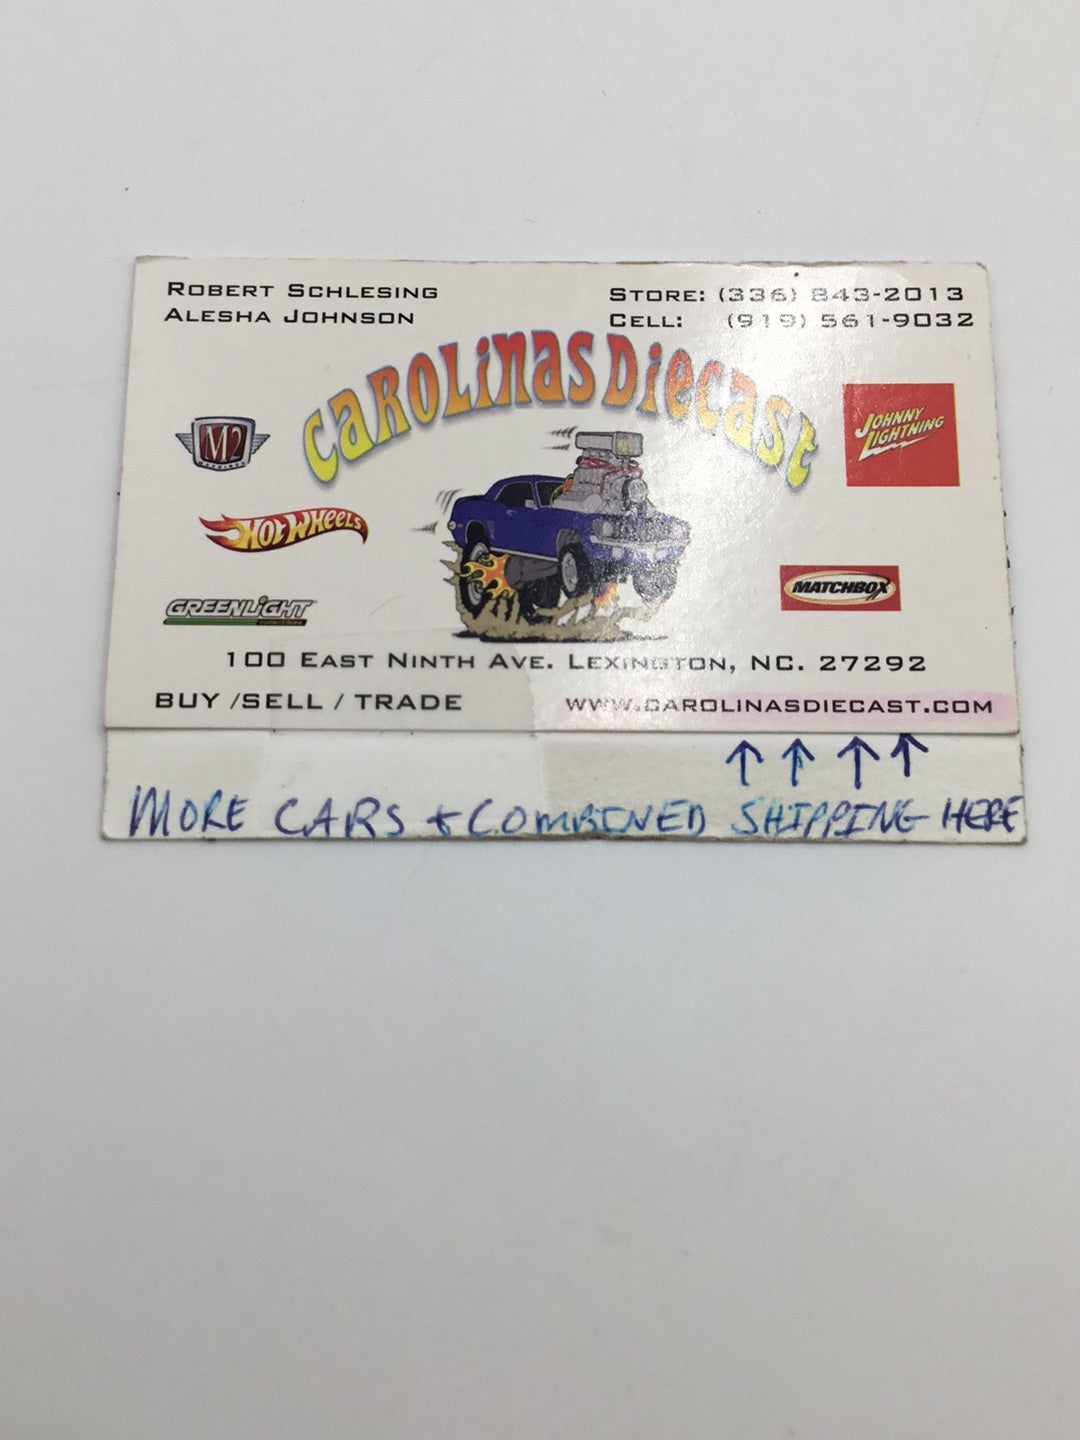 ROBERT SCHLESING
ALESHA JOHNSON
STORE: (336) 843-2013
CELL: (919) 561-9032
CAROLINAS DIECAST
M2
MACHINES
JOHNNY
LIGHTNING
HOT WHEELS
MATCHBOX
GREENLIGHT
collectibles
100 EAST NINTH AVE. LEXINGTON, NC. 27292
BUY /SELL / TRADE
WWW.CAROLINASDIECAST.COM
MORE CARS + COMBINED SHIPPING HERE